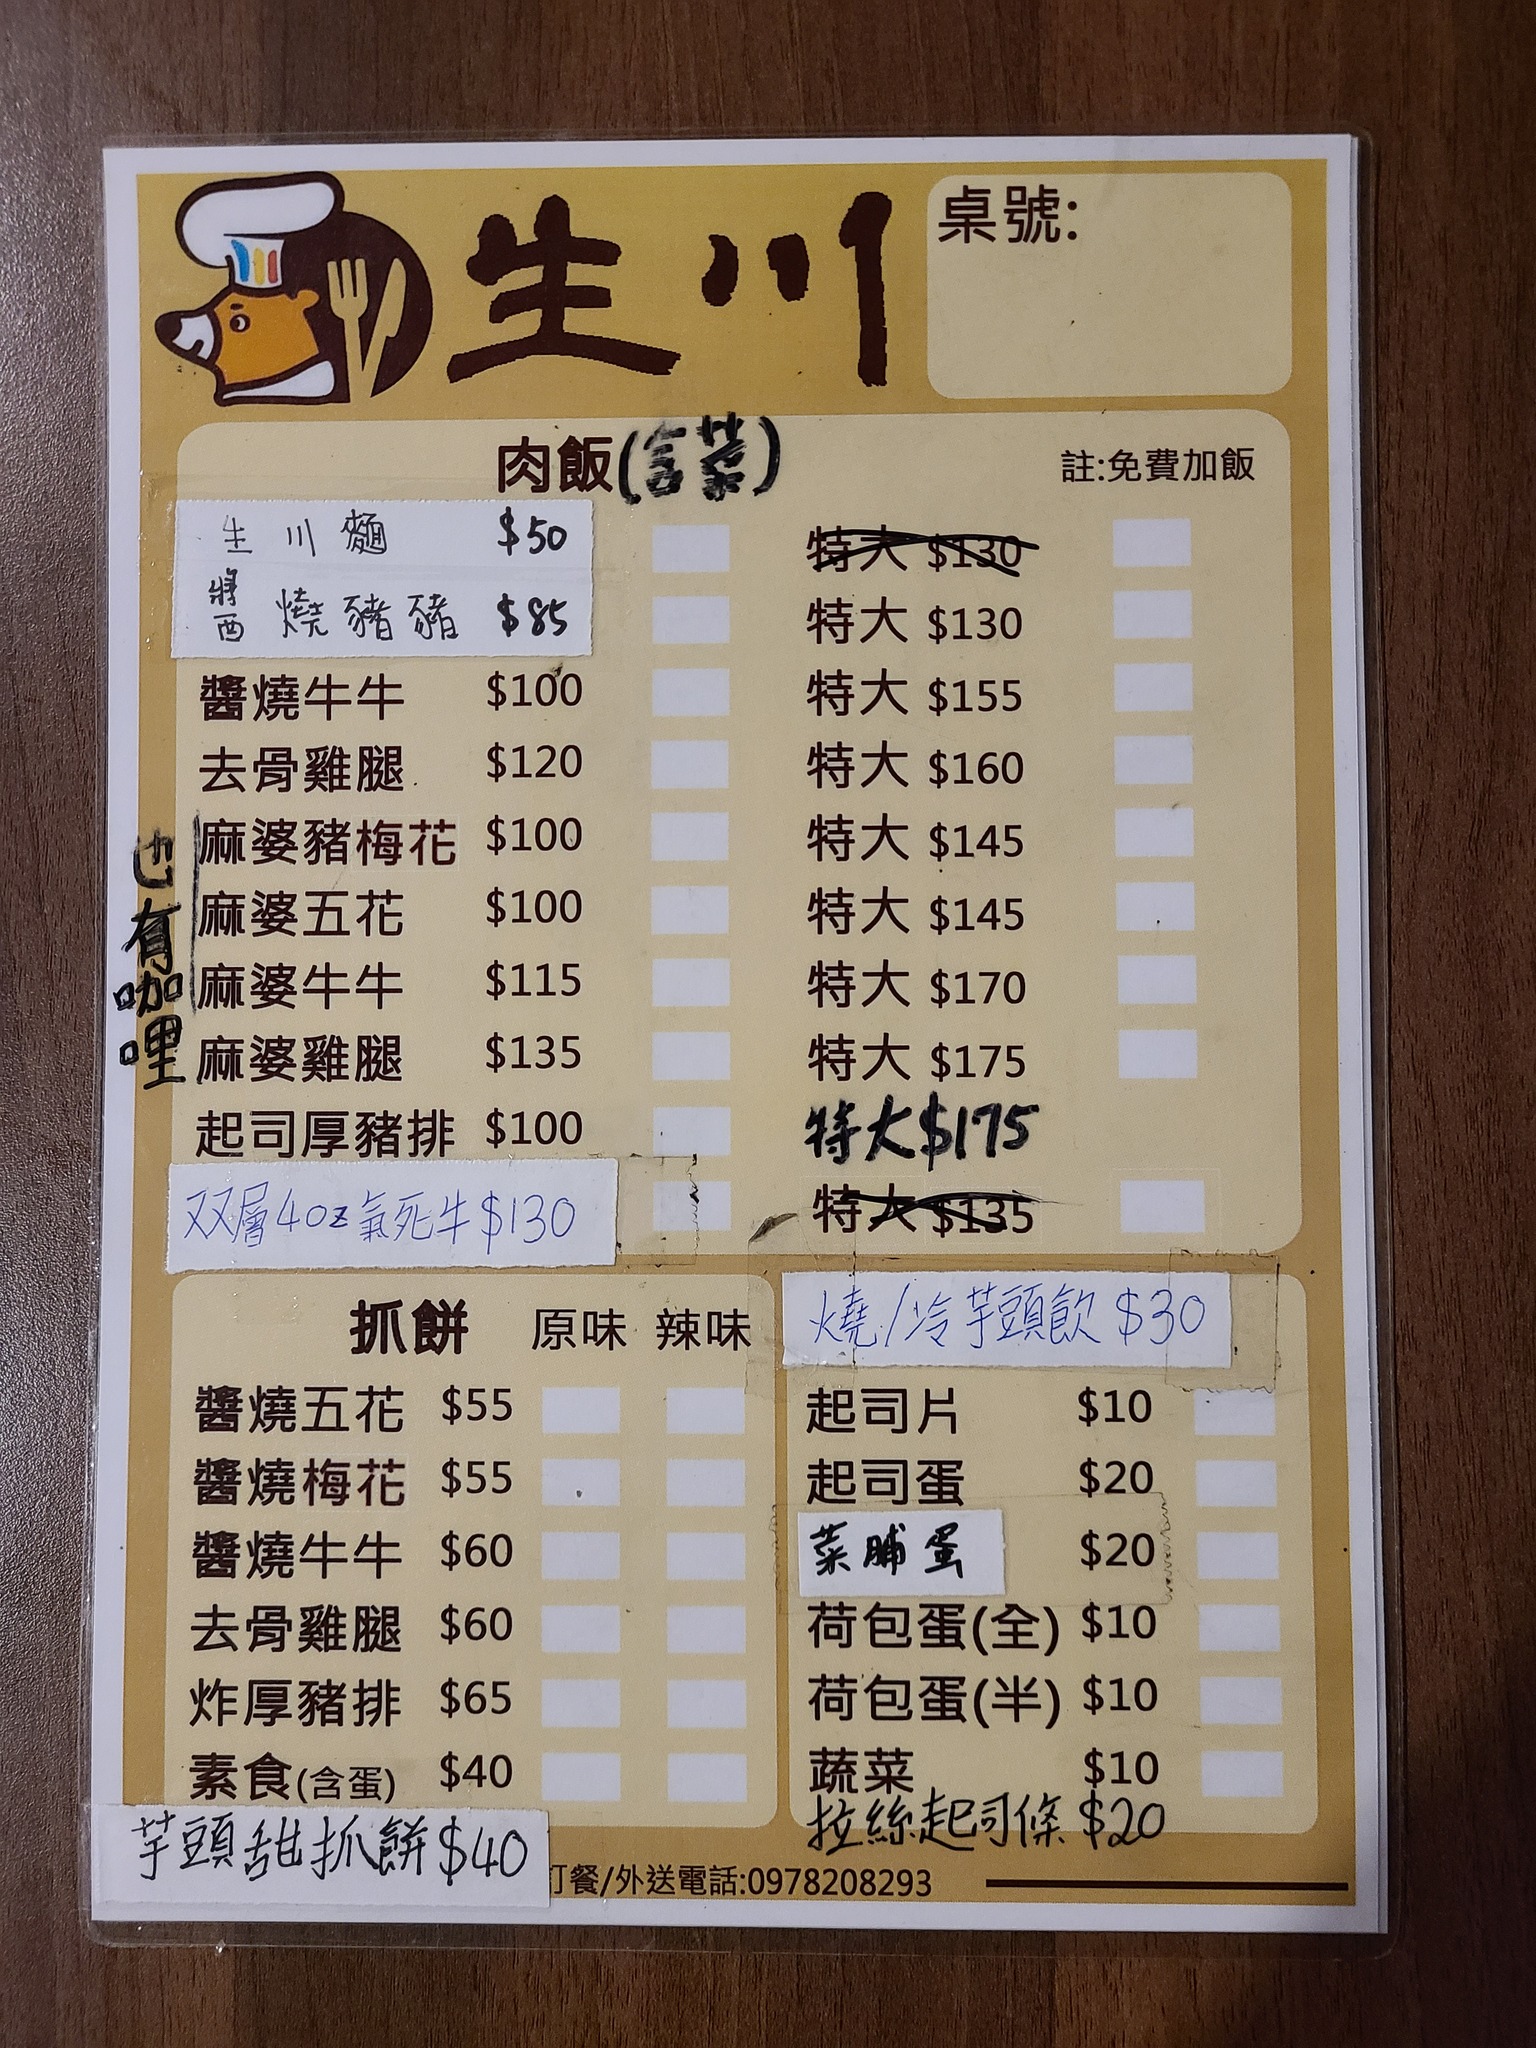 生川
桌號:
肉飯(含菜)
註:免費加飯
生川麵 $50 特大 $130
醬燒豬豬 $85 特大 $130
醬燒牛牛 $100 特大 $155
去骨雞腿 $120 特大 $160
麻婆豬梅花 $100 特大 $145
麻婆五花 $100 特大 $145
麻婆牛牛 $115 特大 $170
麻婆雞腿 $135 特大 $175
也有咖哩
起司厚豬排 $100 特大 $175
双層4oz氣死牛 $130 特大 $135
抓餅 原味 辣味
醬燒五花 $55
醬燒梅花 $55
醬燒牛牛 $60
去骨雞腿 $60
炸厚豬排 $65
素食(含蛋) $40
芋頭甜抓餅 $40
燒/冷芋頭飲 $30
起司片 $10
起司蛋 $20
菜脯蛋 $20
荷包蛋(全) $10
荷包蛋(半) $10
蔬菜 $10
拉絲起司條 $20
訂餐/外送電話:0978208293